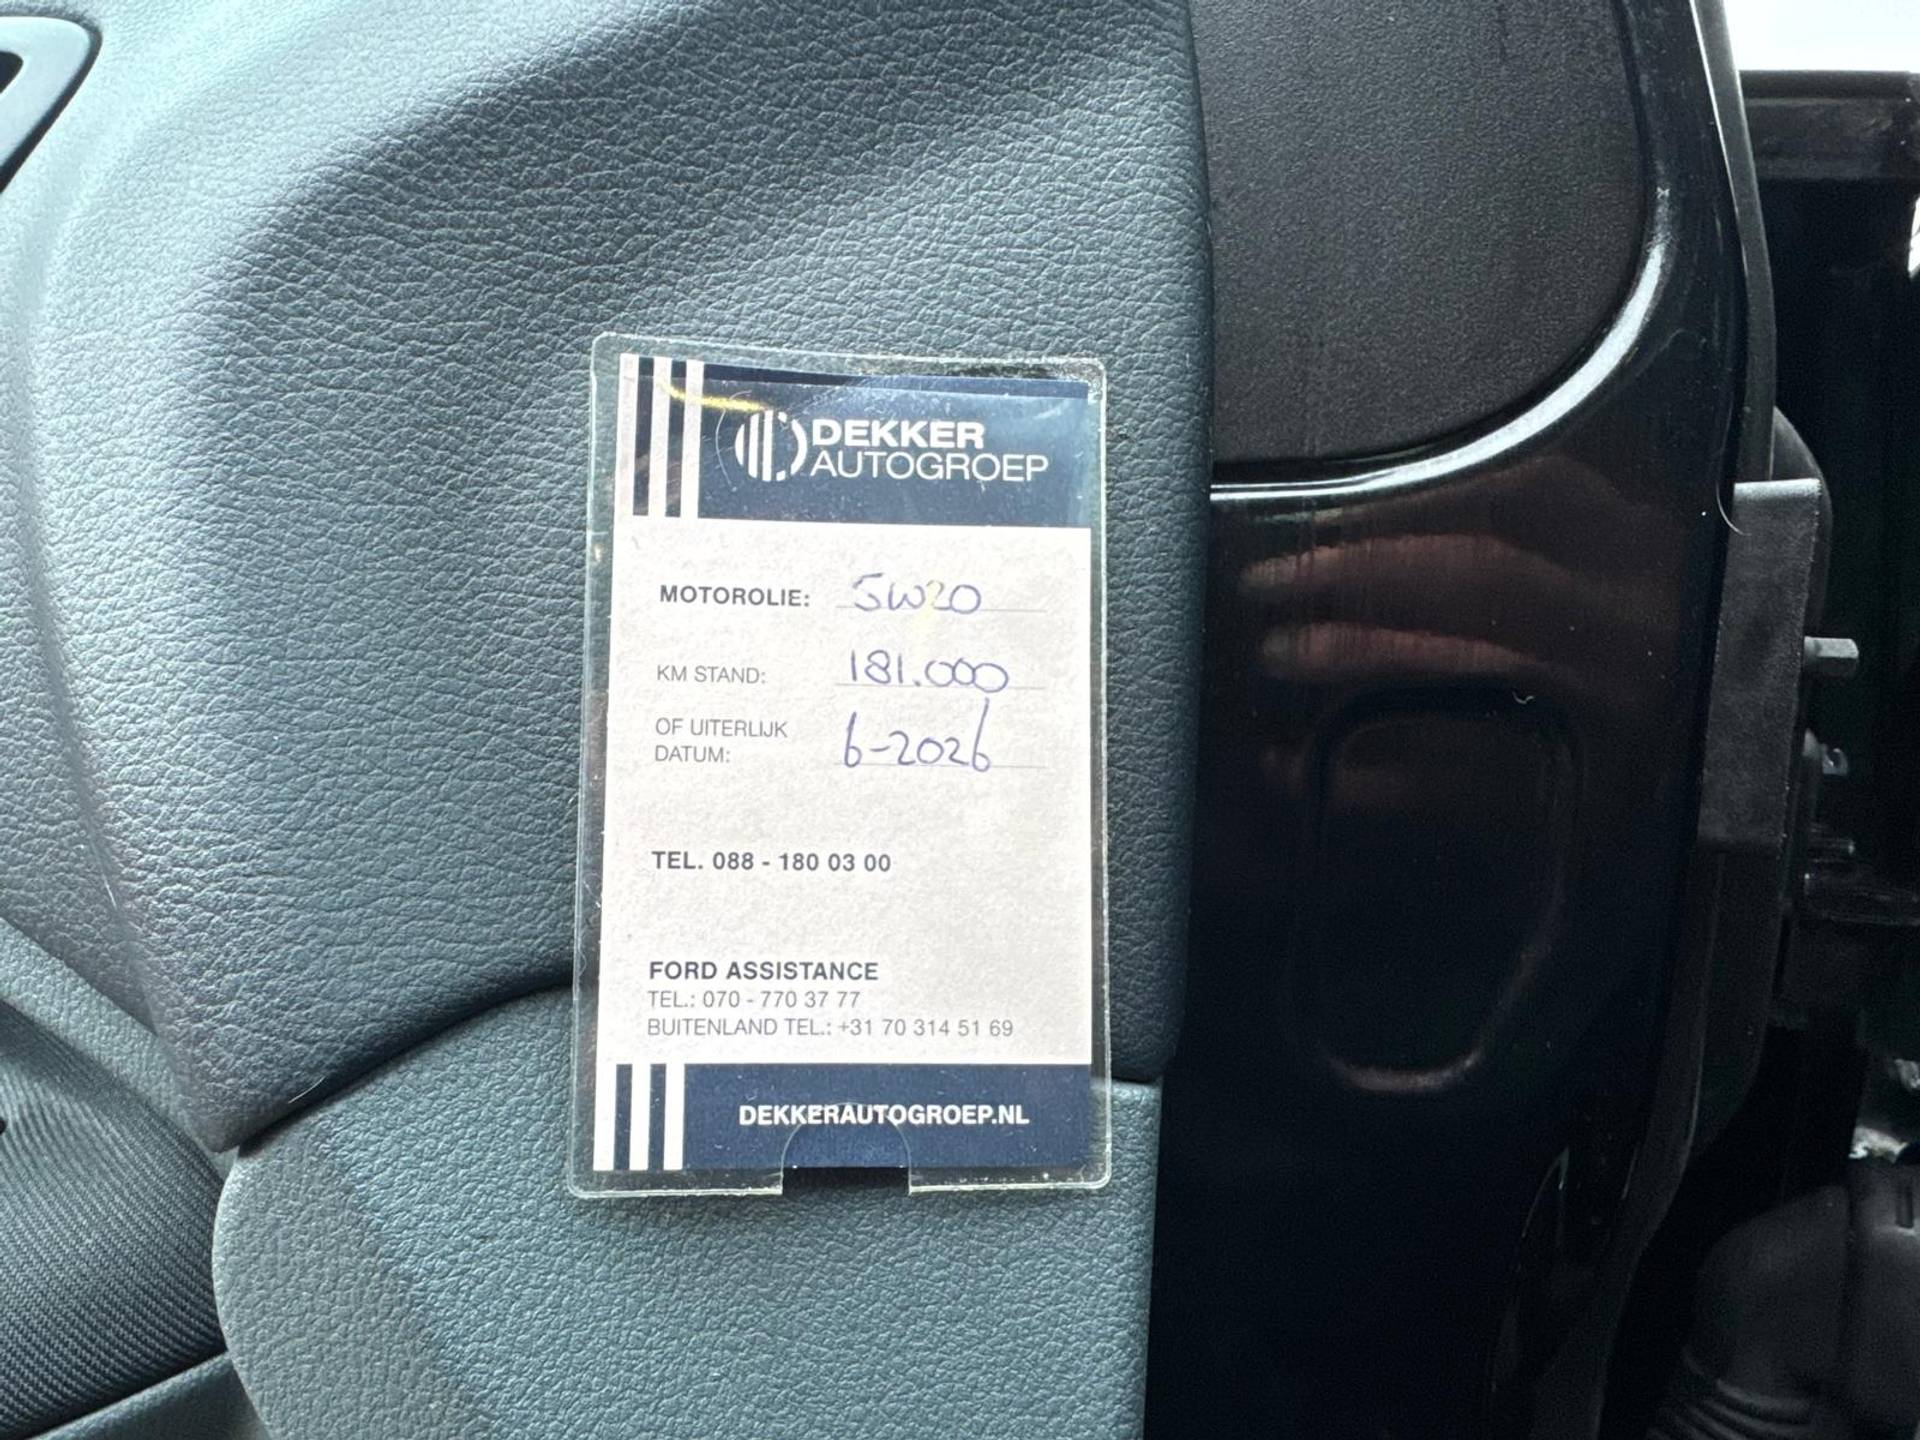 DEKKER
AUTOGROEP
MOTOROLIE: 5W20
KM STAND: 181.000
OF UITERLIJK
DATUM: 6-2026
TEL. 088 - 180 03 00
FORD ASSISTANCE
TEL.: 070 - 770 37 77
BUITENLAND TEL.: +31 70 314 51 69
DEKKERAUTOGROEP.NL